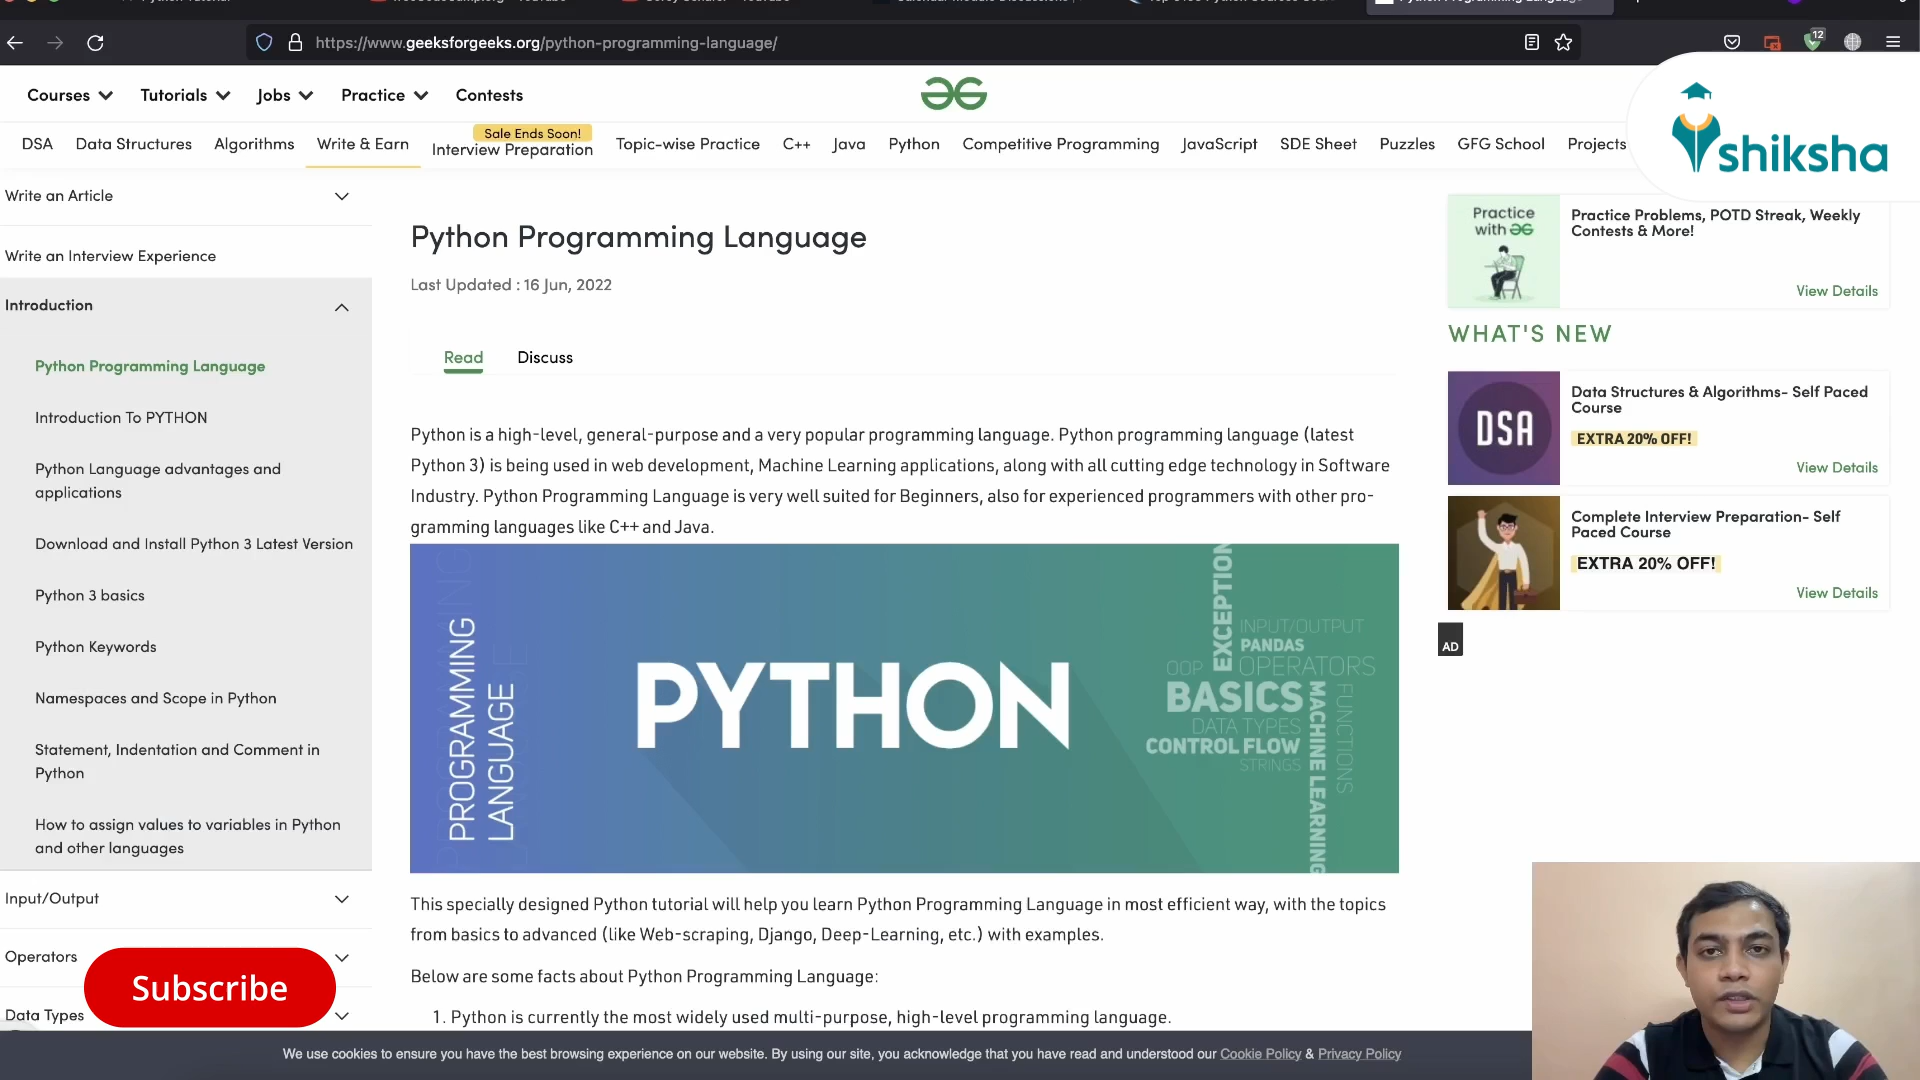 https://www.geeksforgeeks.org/python-programming-language/
12
Courses
Tutorials
Jobs
Practice
Contests
shiksha
DSA
Data Structures
Algorithms
Write & Earn
Sale Ends Soon!
Interview Preparation
Topic-wise Practice
C++
Java
Python
Competitive Programming
JavaScript
SDE Sheet
Puzzles
GFG School
Projects
Write an Article
Write an Interview Experience
Introduction
Python Programming Language
Introduction To PYTHON
Python Language advantages and
applications
Download and Install Python 3 Latest Version
Python 3 basics
Python Keywords
Namespaces and Scope in Python
Statement, Indentation and Comment in
Python
How to assign values to variables in Python
and other languages
Input/Output
Operators
Subscribe
Data Types
Python Programming Language
Last Updated : 16 Jun, 2022
Read
Discuss
Python is a high-level, general-purpose and a very popular programming language. Python programming language (latest
Python 3) is being used in web development, Machine Learning applications, along with all cutting edge technology in Software
Industry. Python Programming Language is very well suited for Beginners, also for experienced programmers with other pro-
gramming languages like C++ and Java.
PROGRAMMING
LANGUAGE
PYTHON
EXCEPTION
INPUT/OUTPUT
PANDAS
OOP
OPERATORS
BASICS
DATA TYPES
CONTROL FLOW
STRINGS
MACHINE LEARNING
FUNCTIONS
This specially designed Python tutorial will help you learn Python Programming Language in most efficient way, with the topics
from basics to advanced (like Web-scraping, Django, Deep-Learning, etc.) with examples.
Below are some facts about Python Programming Language:
1. Python is currently the most widely used multi-purpose, high-level programming language.
Practice
with
Practice Problems, POTD Streak, Weekly
Contests & More!
View Details
WHAT'S NEW
DSA
Data Structures & Algorithms- Self Paced
Course
EXTRA 20% OFF!
View Details
Complete Interview Preparation- Self
Paced Course
EXTRA 20% OFF!
View Details
AD
We use cookies to ensure you have the best browsing experience on our website. By using our site, you acknowledge that you have read and understood our Cookie Policy & Privacy Policy